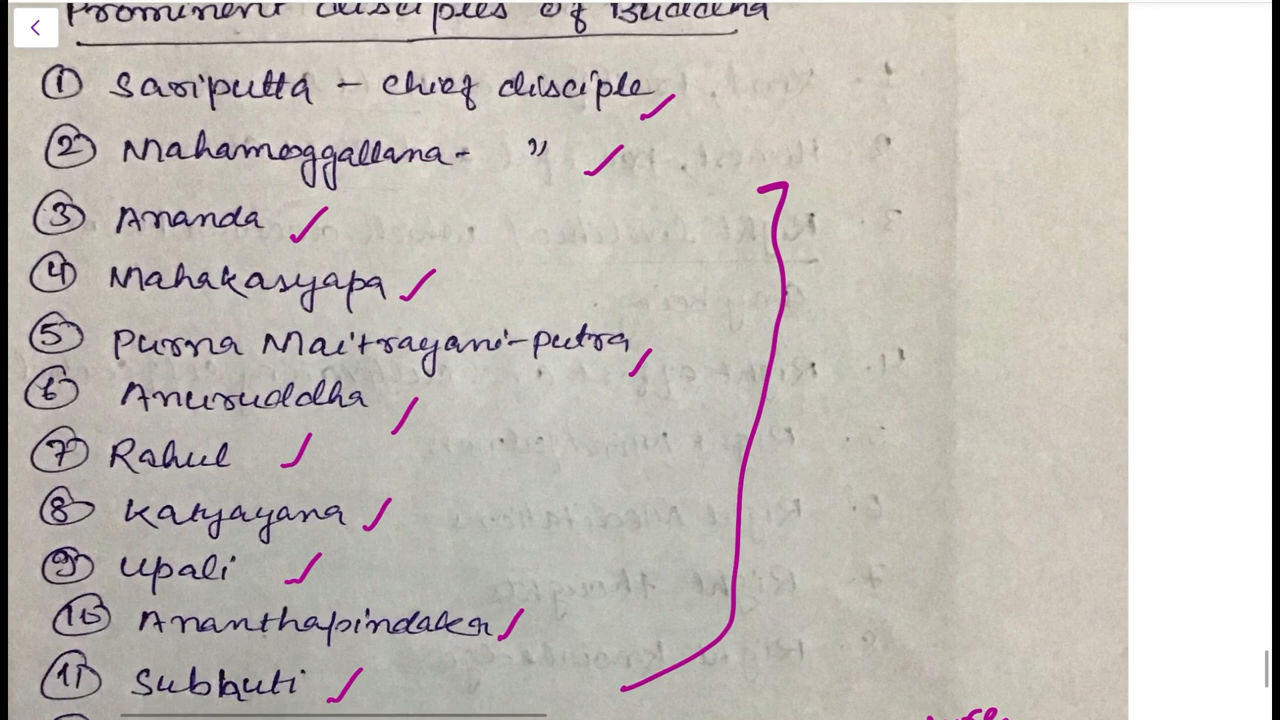 Prominent disciples of Buddha
① Sariputta - chief disciple
② Mahamoggallana - "
③ Ananda
④ Mahakasyapa
⑤ Purna Maitrayani-putra
⑥ Anuruddha
⑦ Rahul
⑧ Katyayana
⑨ Upali
⑩ Ananthapindaker
⑪ Subhuti